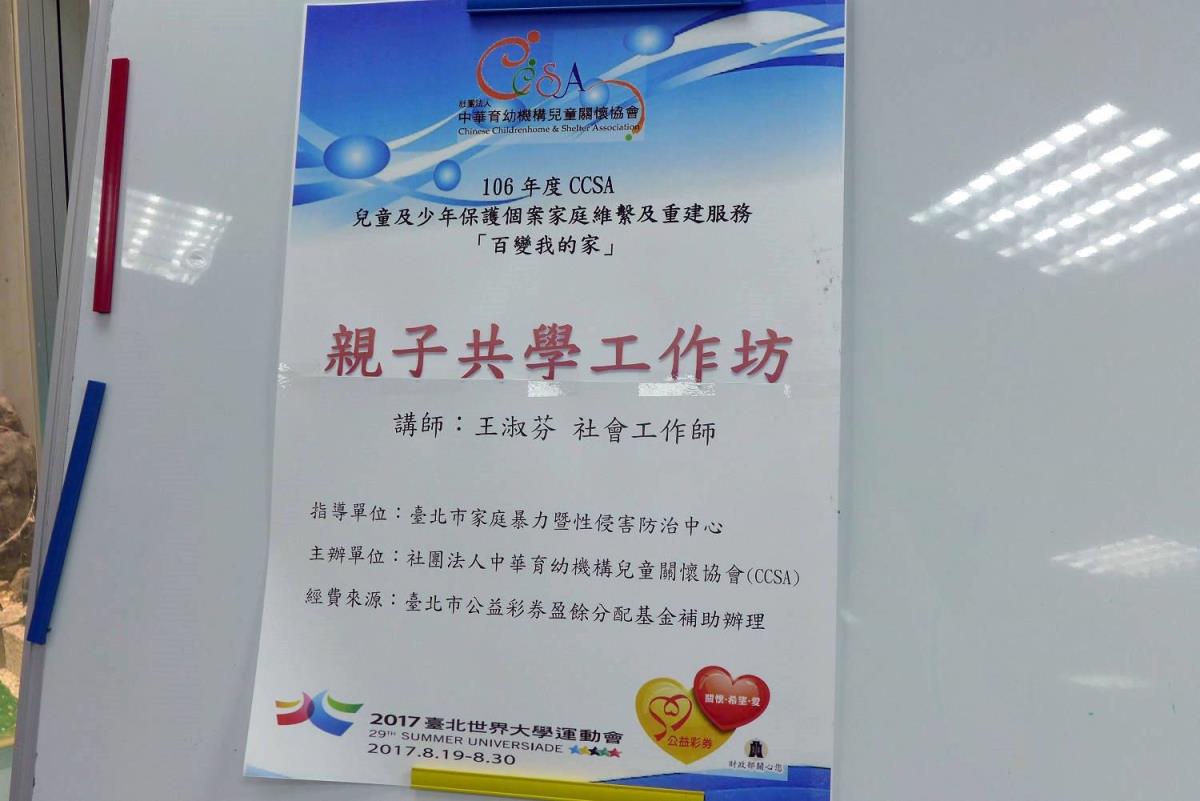 CCSA
社團法人
中華育幼機構兒童關懷協會
Chinese Childrenhome & Shelter Association
106 年度 CCSA
兒童及少年保護個案家庭維繫及重建服務
「百變我的家」
親子共學工作坊
講師：王淑芬 社會工作師
指導單位：臺北市家庭暴力暨性侵害防治中心
主辦單位：社團法人中華育幼機構兒童關懷協會(CCSA)
經費來源：臺北市公益彩券盈餘分配基金補助辦理
2017 臺北世界大學運動會
29TH SUMMER UNIVERSIADE
2017.8.19-8.30
關懷·希望·愛
公益彩券
財政部關心您